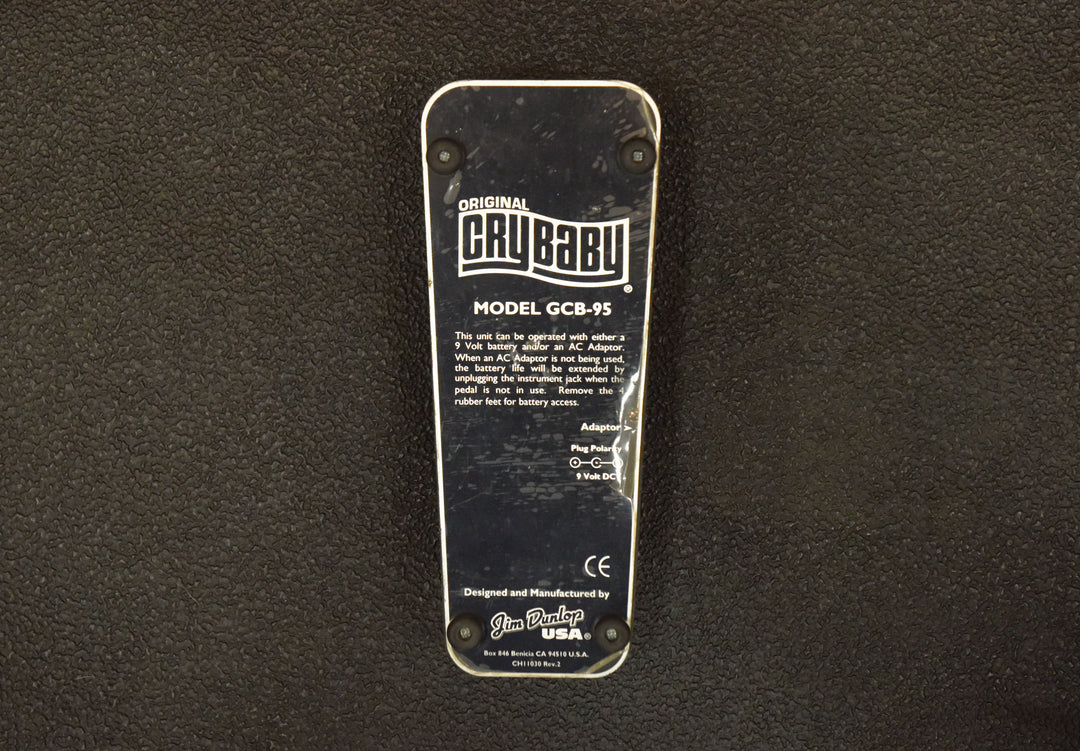 ORIGINAL
CRYBABY®
MODEL GCB-95
This unit can be operated with either a
9 Volt battery and/or an AC Adaptor.
When an AC Adaptor is not being used,
the battery life will be extended by
unplugging the instrument jack when the
pedal is not in use. Remove the 4
rubber feet for battery access.
Adaptor
Plug Polarity
9 Volt DC
CE
Designed and Manufactured by
Jim Dunlop
USA®
Box 846 Benicia CA 94510 U.S.A.
CH11030 Rev.2